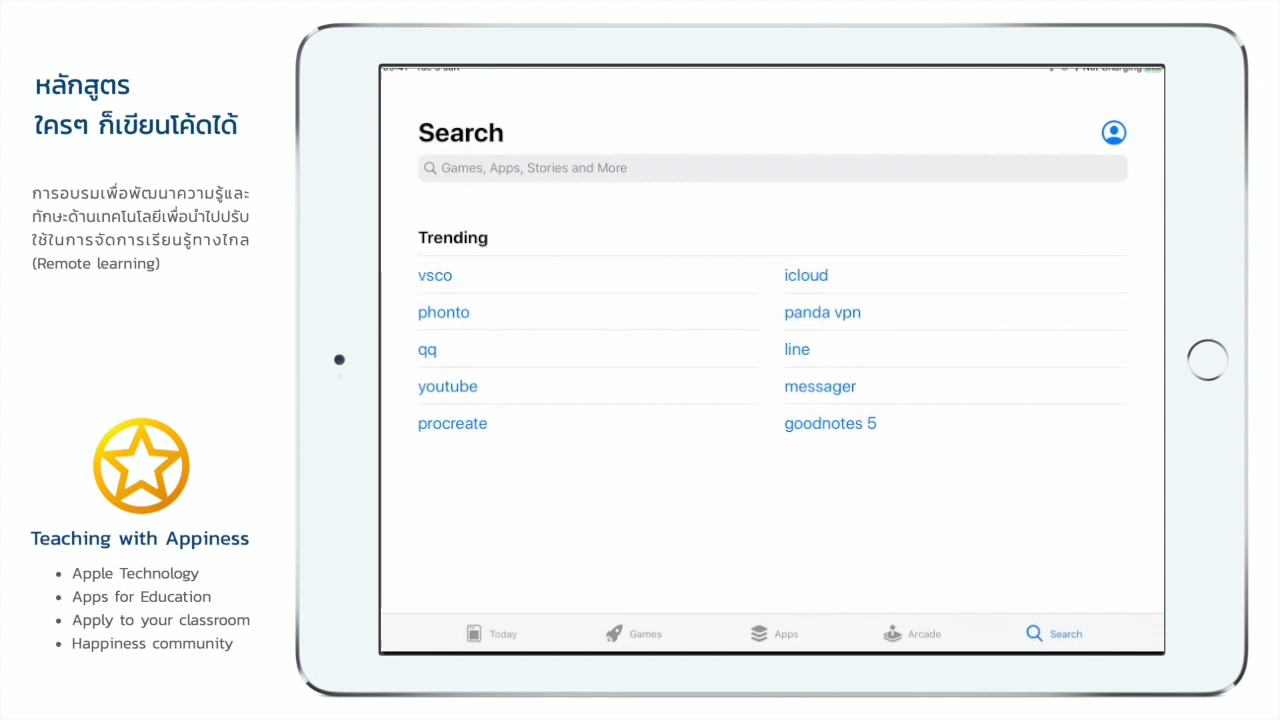 หลักสูตร
ใครๆ ก็เขียนโค้ดได้
การอบรมเพื่อพัฒนาความรู้และ
ทักษะด้านเทคโนโลยีเพื่อนำไปปรับ
ใช้ในการจัดการเรียนรู้ทางไกล
(Remote learning)
Teaching with Appiness
• Apple Technology
• Apps for Education
• Apply to your classroom
• Happiness community
Search
Games, Apps, Stories and More
Trending
vsco
icloud
phonto
panda vpn
qq
line
youtube
messager
procreate
goodnotes 5
Today
Games
Apps
Arcade
Search